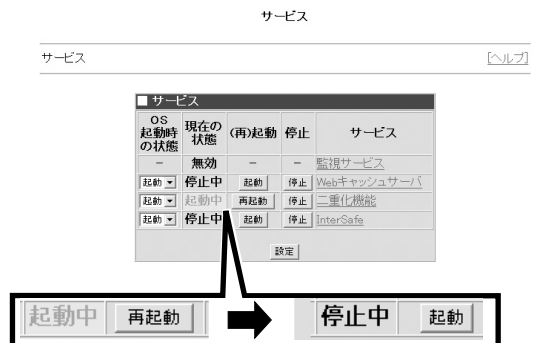 サービス
サービス [ヘルプ]
■ サービス
OS起動時の状態 現在の状態 (再)起動 停止 サービス
− 無効 − − 監視サービス
起動 停止中 起動 停止 Webキャッシュサーバ
起動 起動中 再起動 停止 二重化機能
起動 停止中 起動 停止 InterSafe
設定
起動中 再起動 停止中 起動